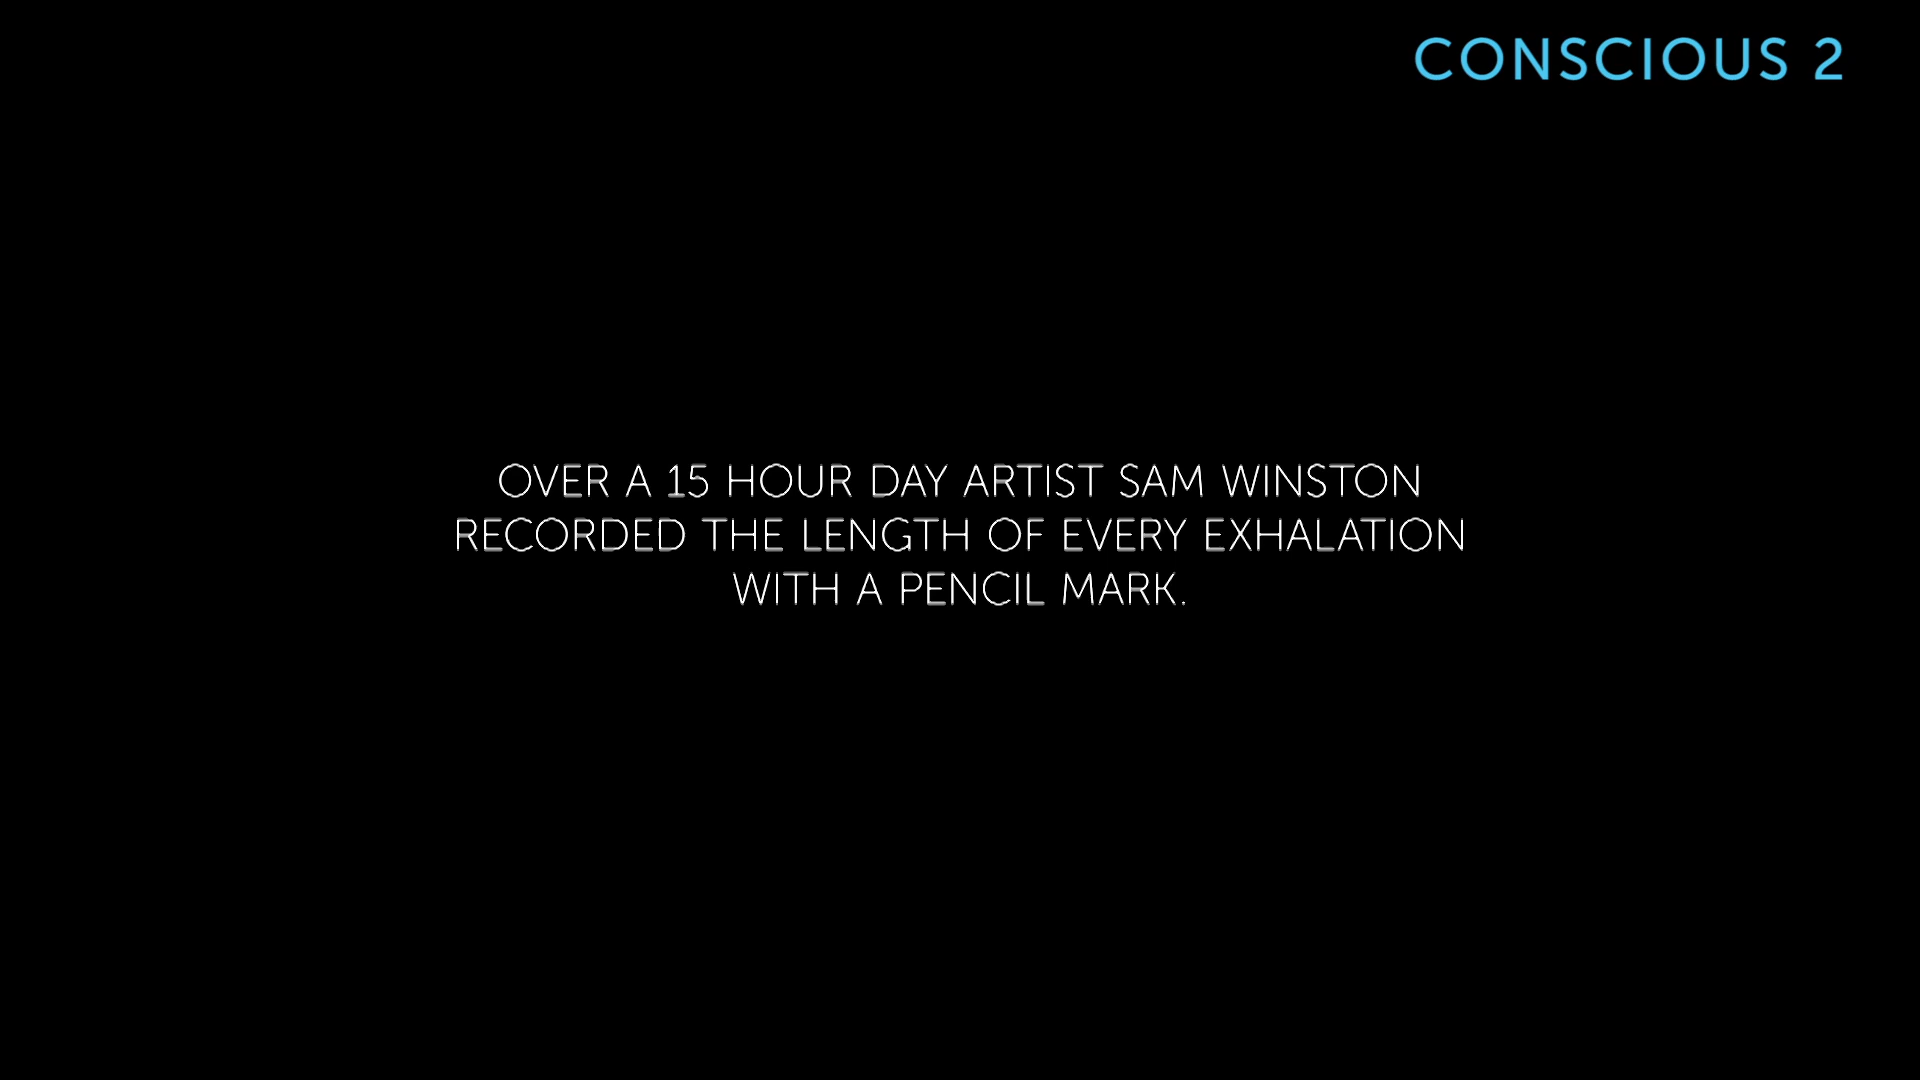 CONSCIOUS 2
OVER A 15 HOUR DAY ARTIST SAM WINSTON
RECORDED THE LENGTH OF EVERY EXHALATION
WITH A PENCIL MARK.